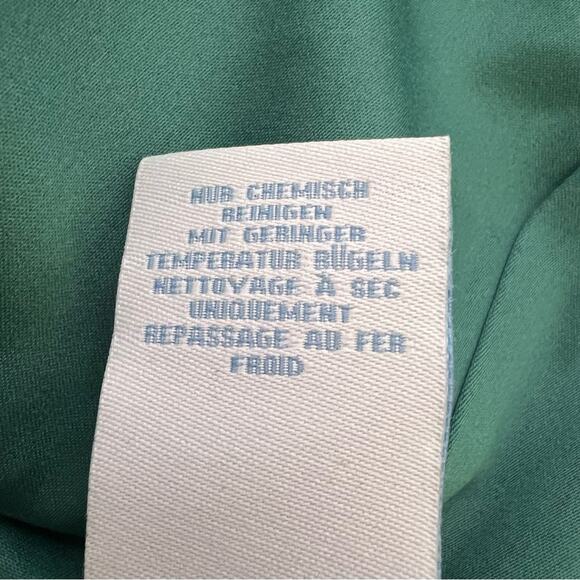 NUR CHEMISCH
REINIGEN
MIT GERINGER
TEMPERATUR BÜGELN
NETTOYAGE À SEC
UNIQUEMENT
REPASSAGE AU FER
FROID